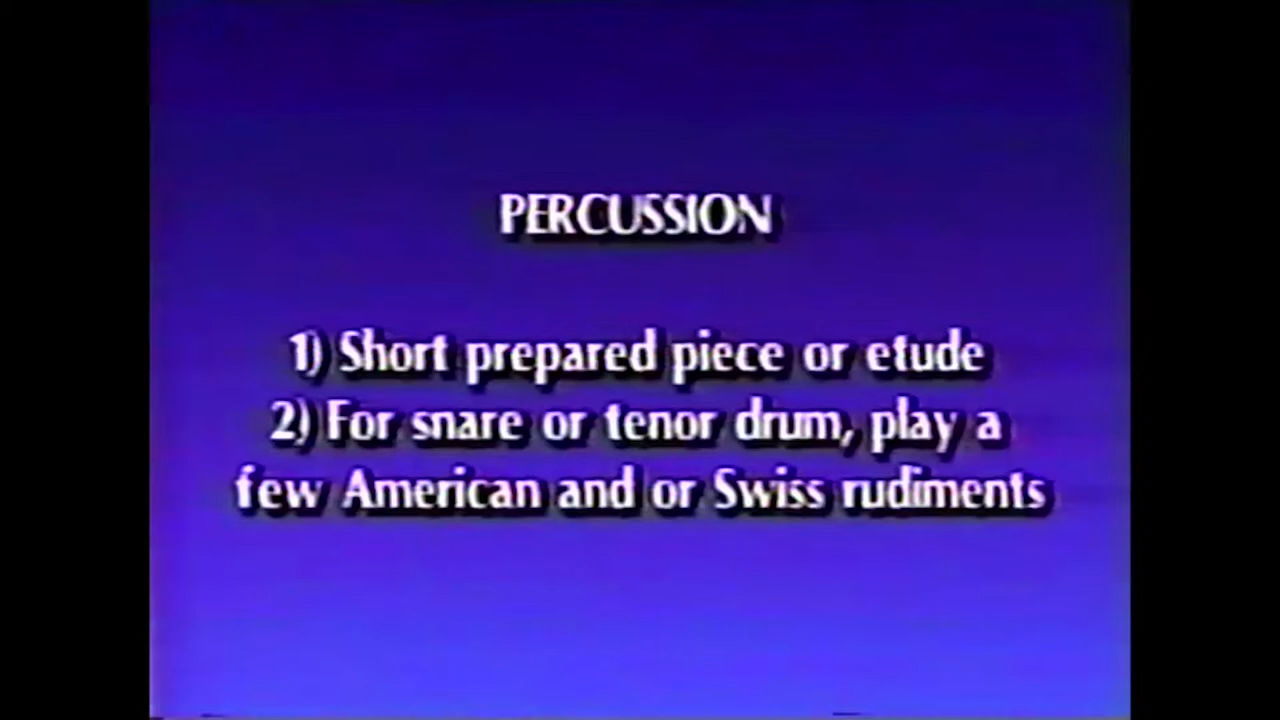 PERCUSSION
1) Short prepared piece or etude
2) For snare or tenor drum, play a
few American and or Swiss rudiments